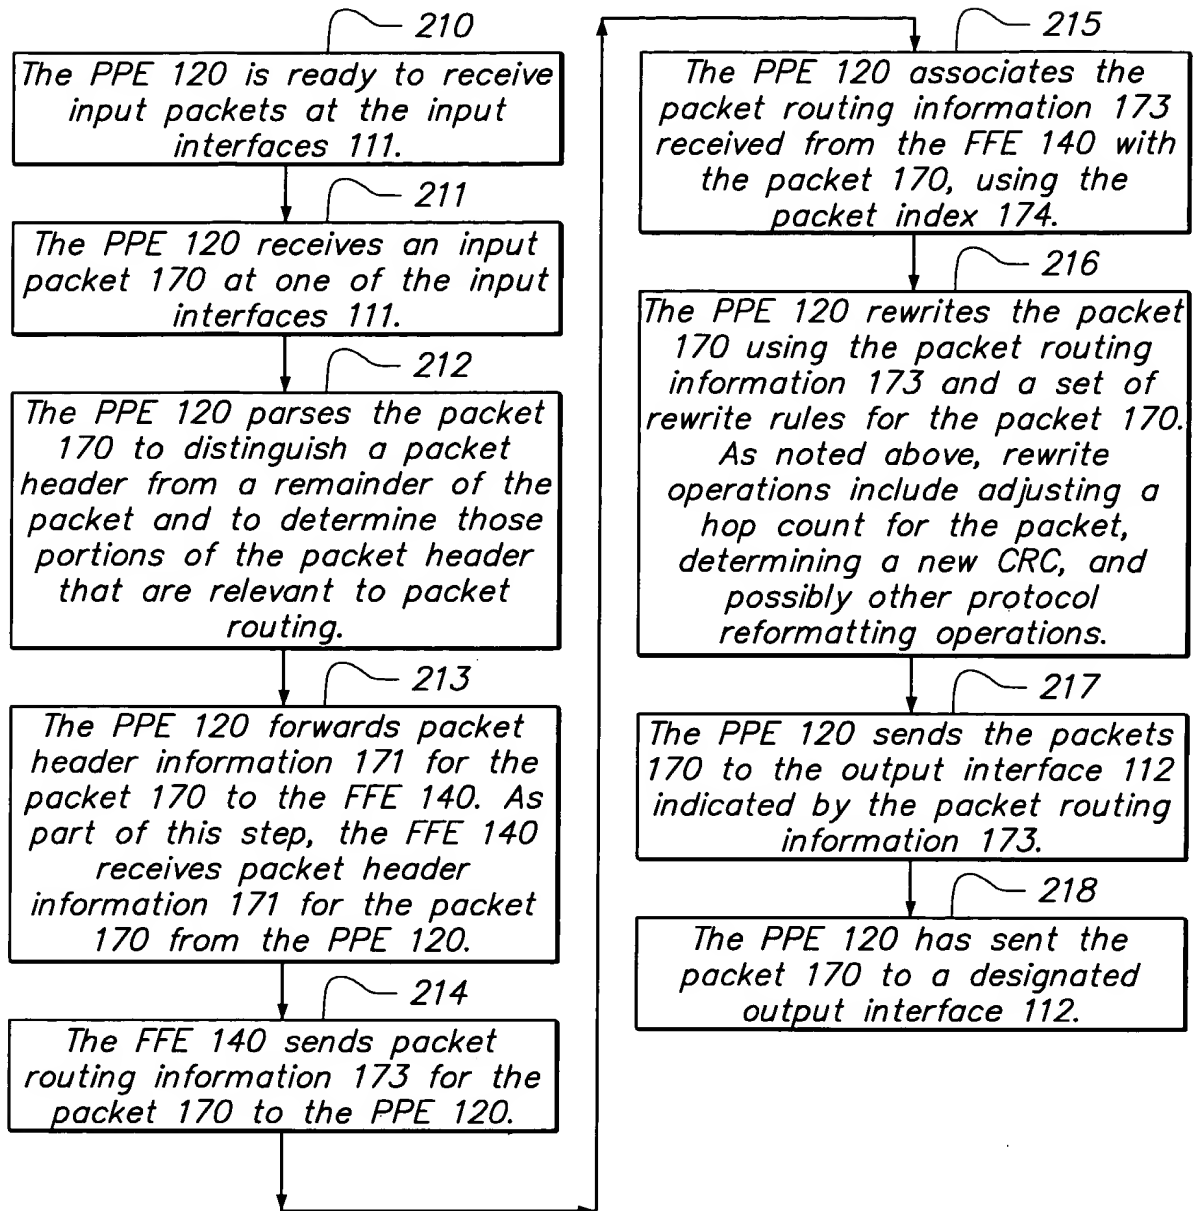 210
The PPE 120 is ready to receive
input packets at the input
interfaces 111.
211
The PPE 120 receives an input
packet 170 at one of the input
interfaces 111.
212
The PPE 120 parses the packet
170 to distinguish a packet
header from a remainder of the
packet and to determine those
portions of the packet header
that are relevant to packet
routing.
213
The PPE 120 forwards packet
header information 171 for the
packet 170 to the FFE 140. As
part of this step, the FFE 140
receives packet header
information 171 for the packet
170 from the PPE 120.
214
The FFE 140 sends packet
routing information 173 for the
packet 170 to the PPE 120.
215
The PPE 120 associates the
packet routing information 173
received from the FFE 140 with
the packet 170, using the
packet index 174.
216
The PPE 120 rewrites the packet
170 using the packet routing
information 173 and a set of
rewrite rules for the packet 170.
As noted above, rewrite
operations include adjusting a
hop count for the packet,
determining a new CRC, and
possibly other protocol
reformatting operations.
217
The PPE 120 sends the packets
170 to the output interface 112
indicated by the packet routing
information 173.
218
The PPE 120 has sent the
packet 170 to a designated
output interface 112.